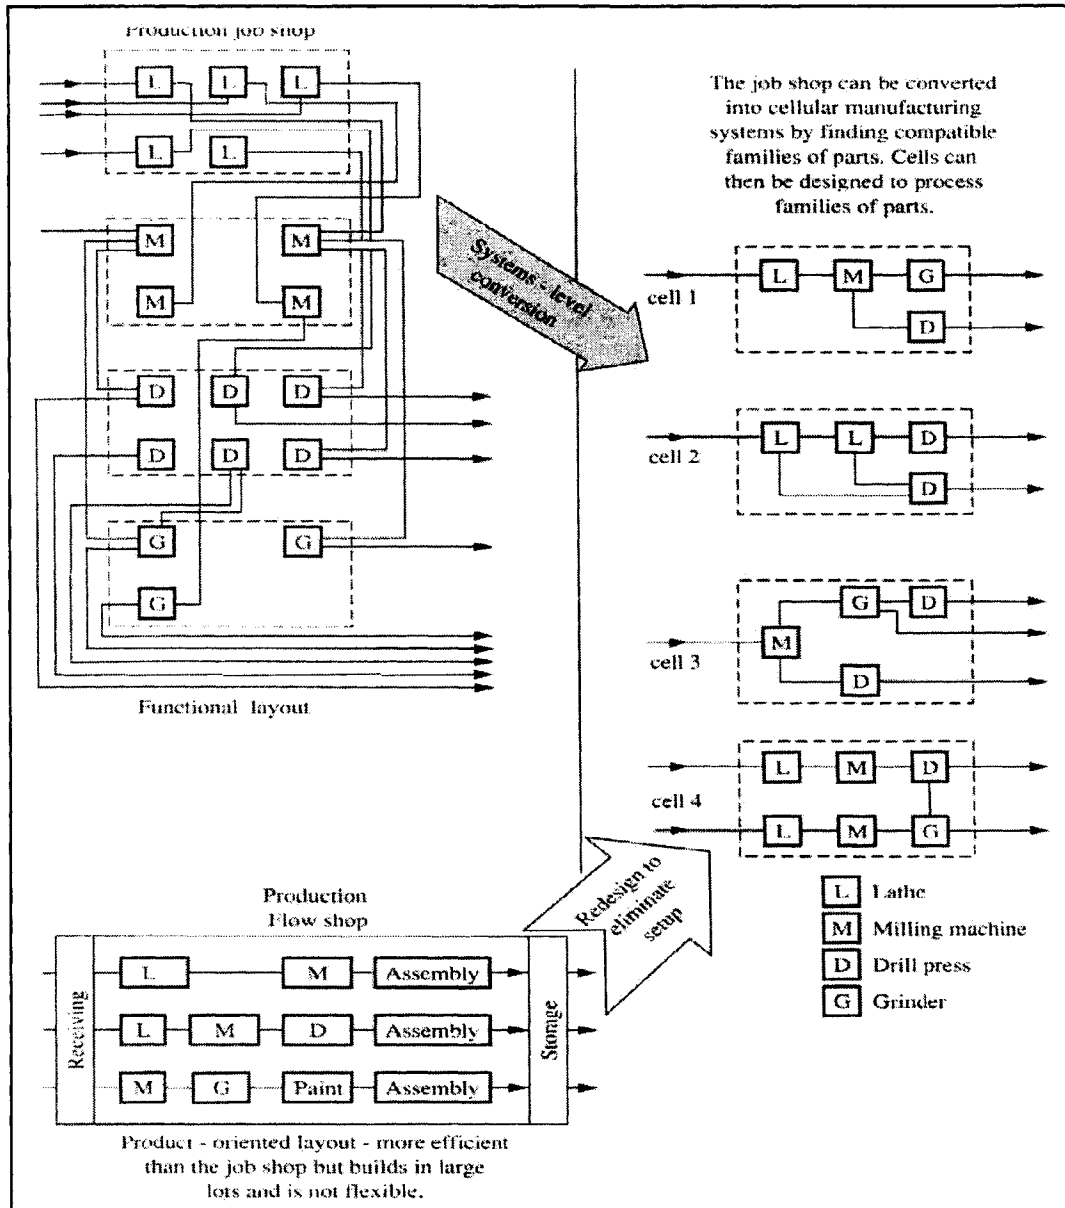 Production job shop
L L L
L L
M M
M M
D D D
D D D
G G
G
Functional layout
Systems - level
conversion
The job shop can be converted
into cellular manufacturing
systems by finding compatible
families of parts. Cells can
then be designed to process
families of parts.
cell 1
L M G
D
cell 2
L L D
D
cell 3
G D
M
D
cell 4
L M D
L M G
Redesign to
eliminate
setup
L Lathe
M Milling machine
D Drill press
G Grinder
Production
Flow shop
Receiving
L M Assembly
L M D Assembly
M G Paint Assembly
Storage
Product - oriented layout - more efficient
than the job shop but builds in large
lots and is not flexible.